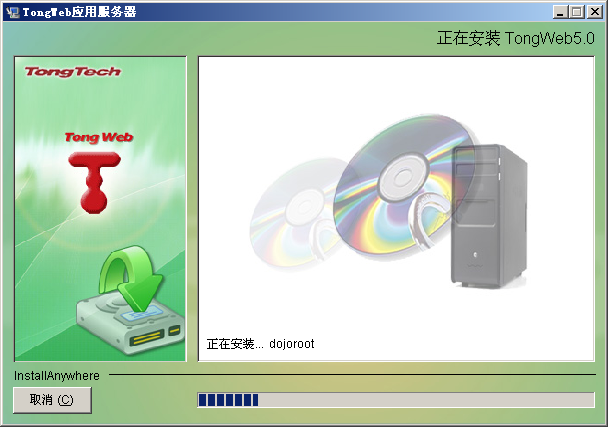 TongWeb应用服务器
正在安装 TongWeb5.0
TongTech
Tong Web
正在安装... dojoroot
InstallAnywhere
取消 (C)